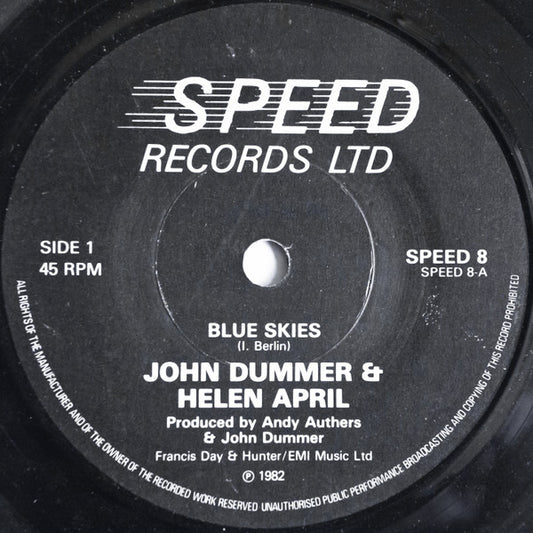 SPEED
RECORDS LTD
SIDE 1
45 RPM
SPEED 8
SPEED 8-A
BLUE SKIES
(I. Berlin)
JOHN DUMMER &
HELEN APRIL
Produced by Andy Authers
& John Dummer
Francis Day & Hunter/EMI Music Ltd
℗ 1982
ALL RIGHTS OF THE MANUFACTURER AND OF THE OWNER OF THE RECORDED WORK RESERVED UNAUTHORISED PUBLIC PERFORMANCE BROADCASTING AND COPYING OF THIS RECORD PROHIBITED